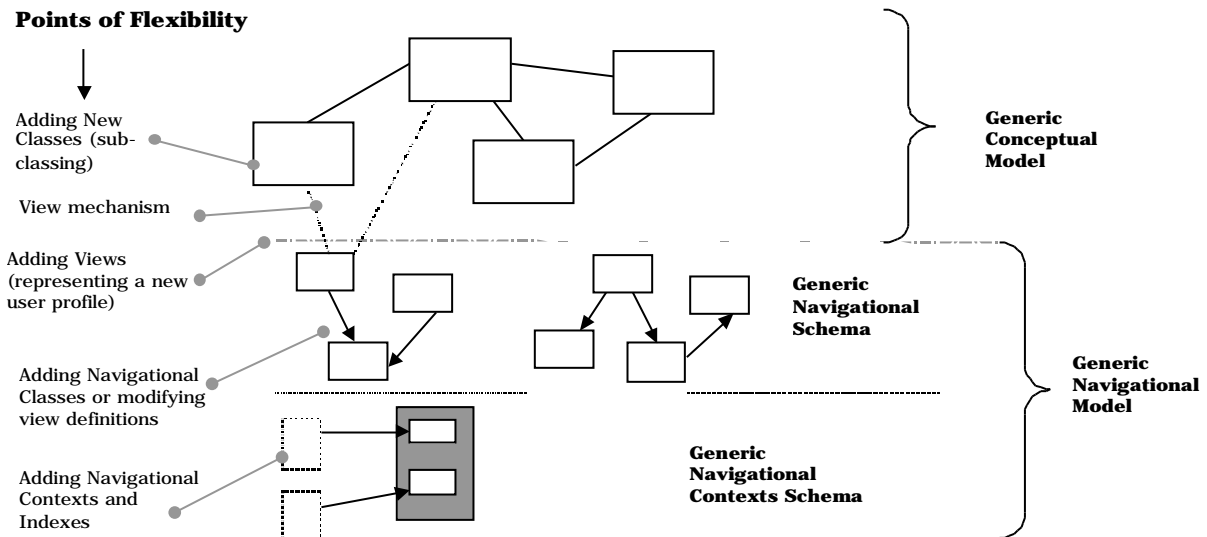 Points of Flexibility
Adding New
Classes (sub-
classing)
View mechanism
Adding Views
(representing a new
user profile)
Adding Navigational
Classes or modifying
view definitions
Adding Navigational
Contexts and
Indexes
Generic
Conceptual
Model
Generic
Navigational
Schema
Generic
Navigational
Model
Generic
Navigational
Contexts Schema